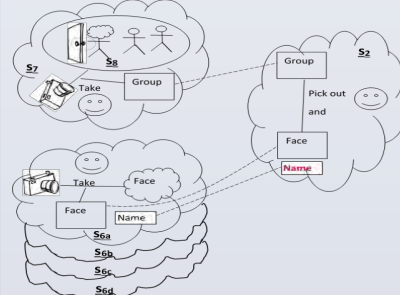 S8
S7
Take
Group
S2
Group
Pick out
and
Face
Name
Take
Face
Face
Name
S6a
S6b
S6c
S6d